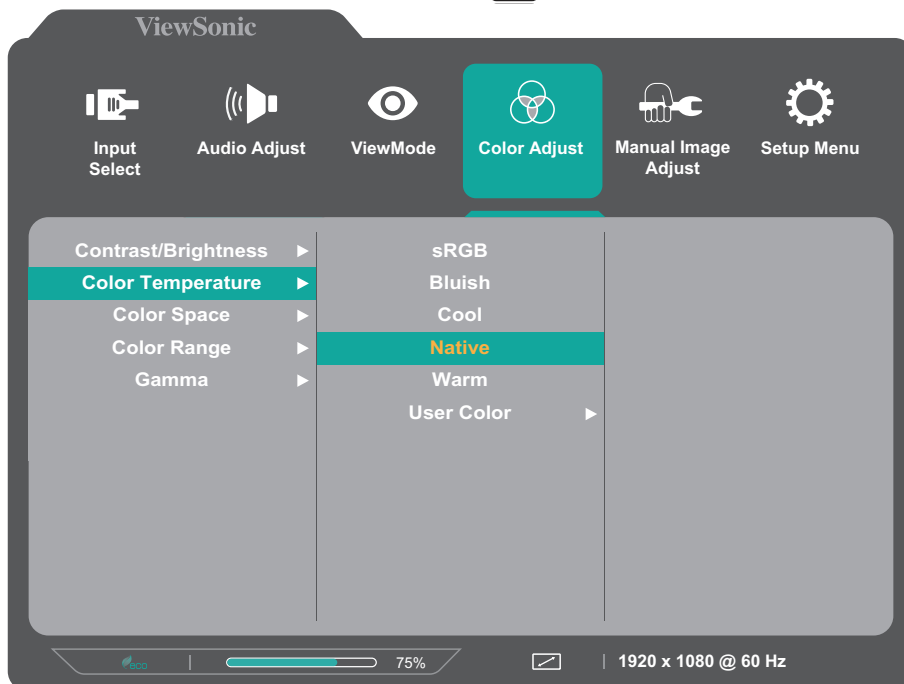 ViewSonic
Input
Select
Audio Adjust
ViewMode
Color Adjust
Manual Image
Adjust
Setup Menu
Contrast/Brightness
Color Temperature
Color Space
Color Range
Gamma
sRGB
Bluish
Cool
Native
Warm
User Color
eco
75%
1920 x 1080 @ 60 Hz